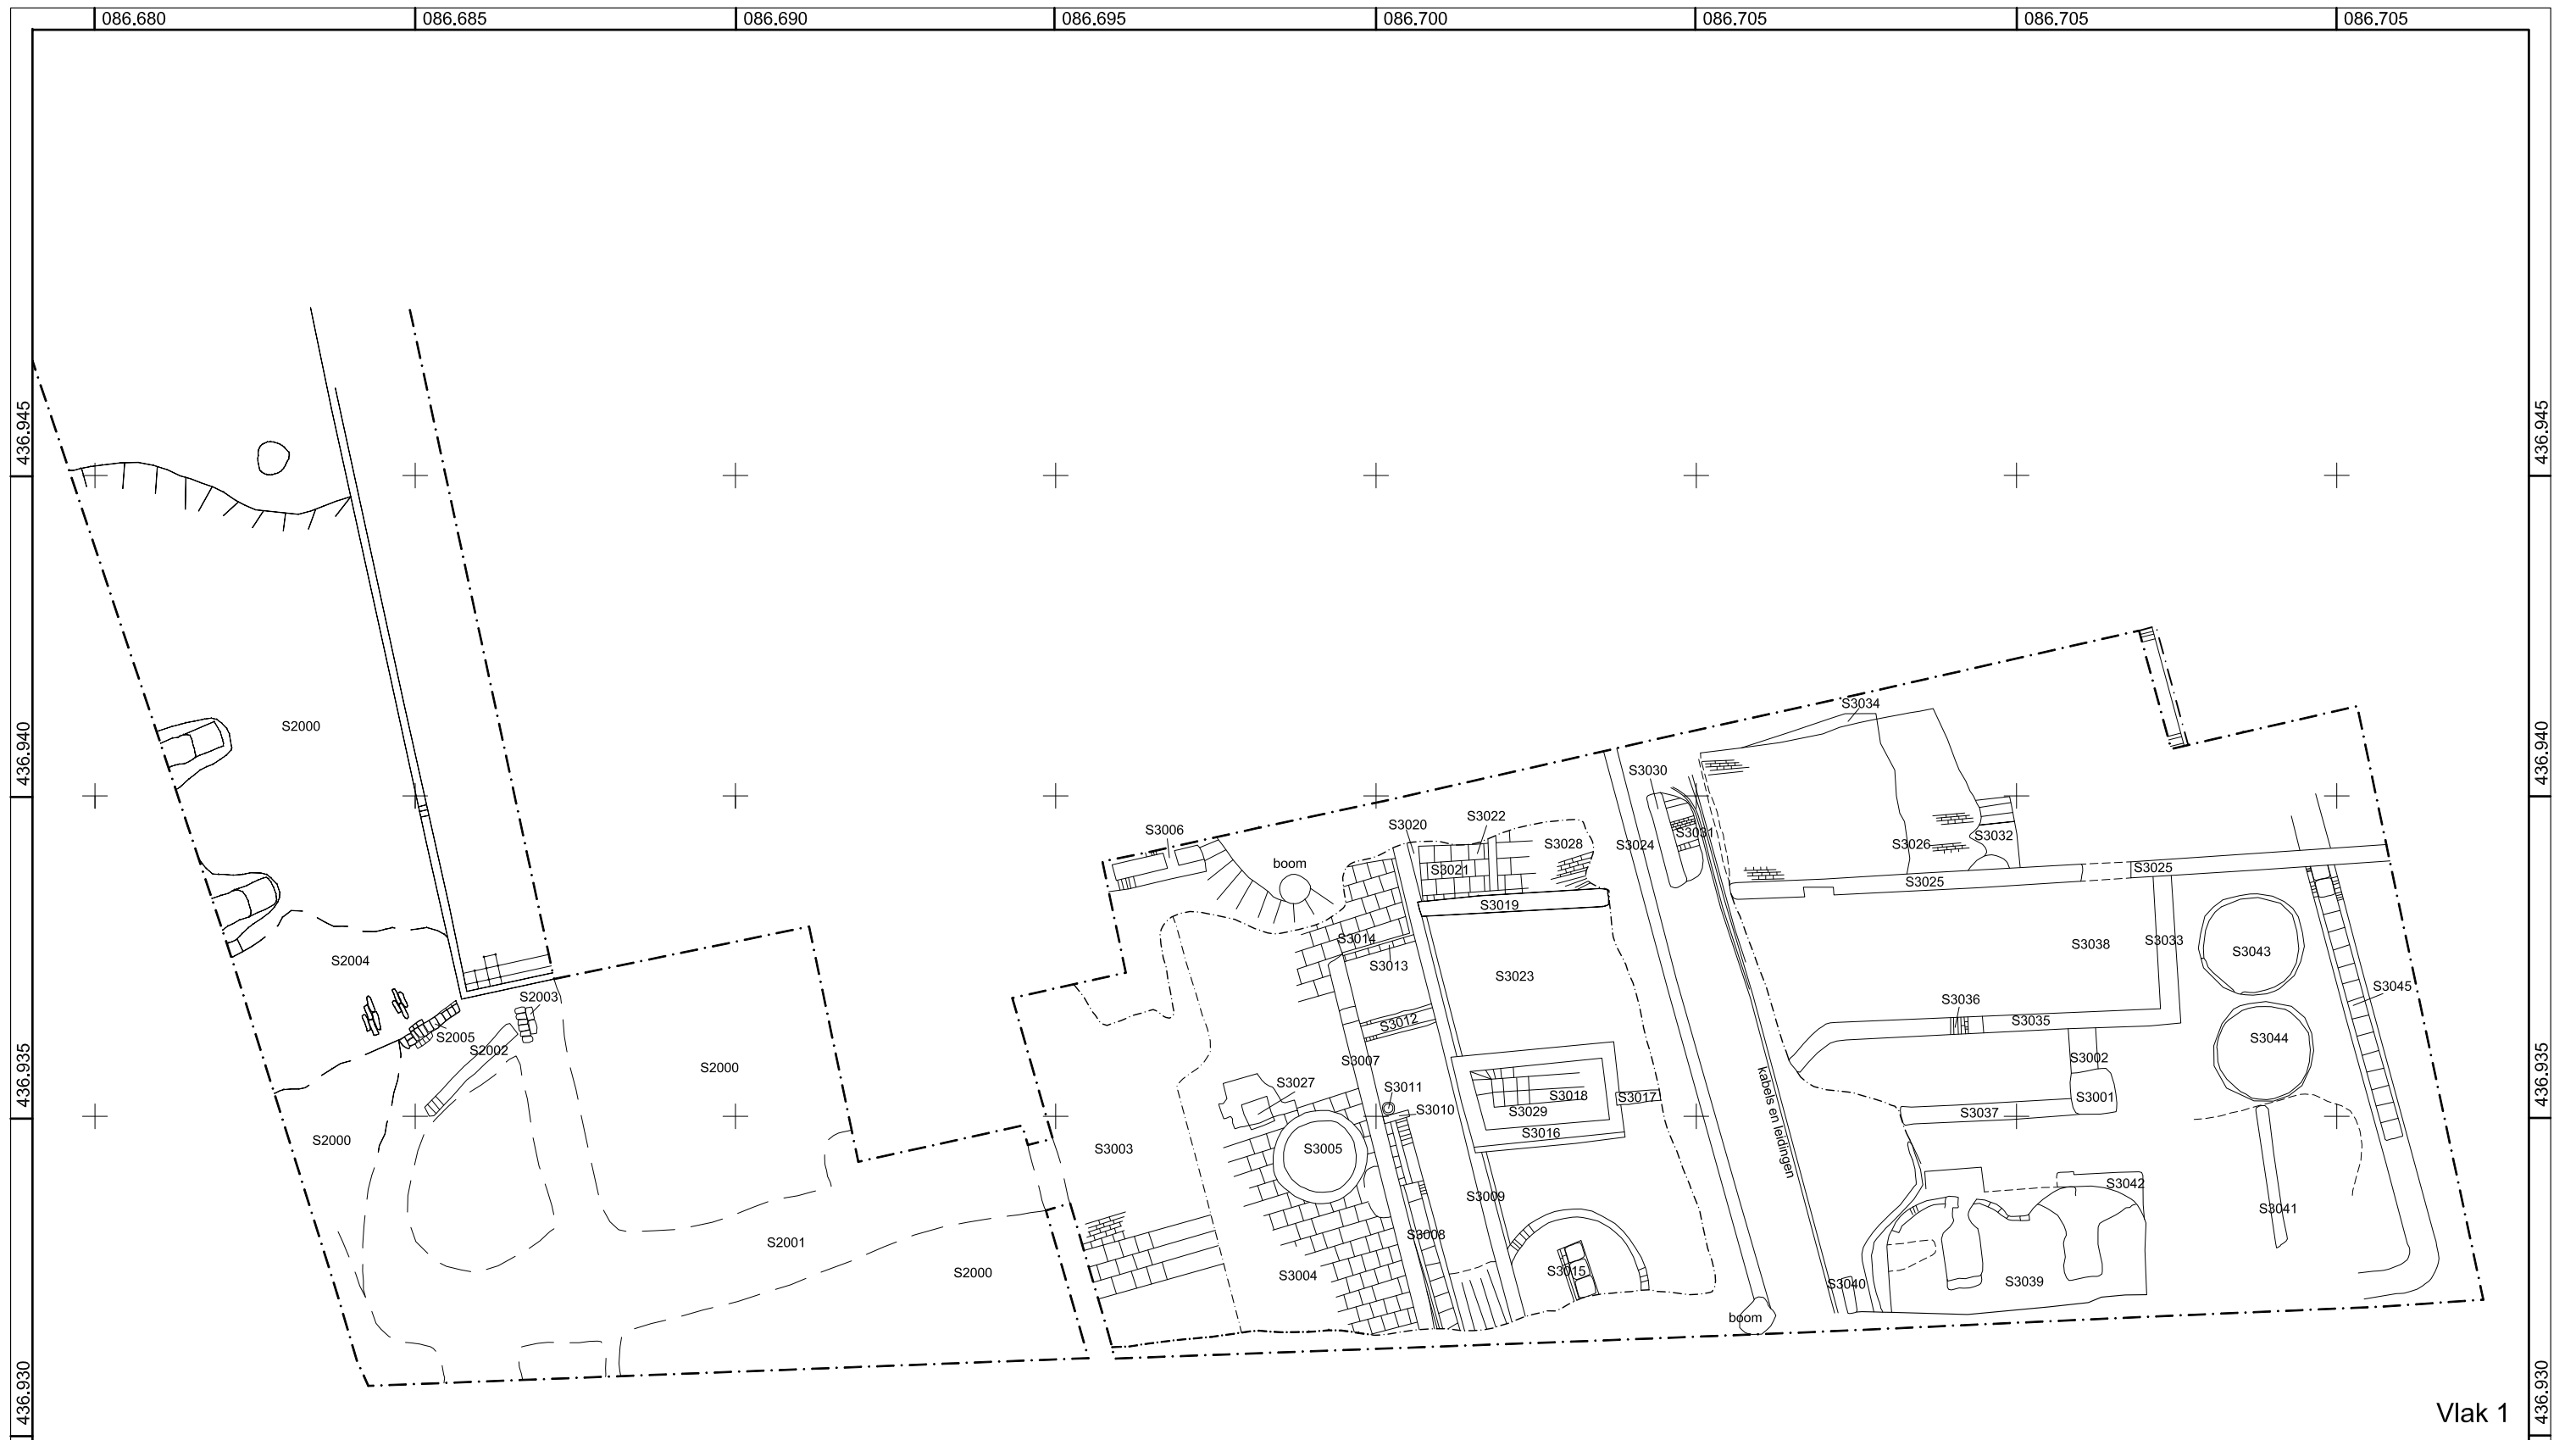 086.680
086.685
086.690
086.695
086.700
086.705
086.705
086.705
436.945
436.945
436.940
436.940
436.935
436.935
436.930
436.930
S2000
S2004
S2003
S2005
S2002
S2000
S2000
S2001
S2000
S3034
S3030
S3022
S3020
S3006
S3031
S3032
S3028
S3024
S3026
boom
S3021
S3025
S3025
S3019
S3014
S3038
S3033
S3043
S3013
S3023
S3045
S3036
S3012
S3035
S3044
S3007
S3002
S3027
S3011
S3018
S3017
S3001
S3010
S3029
S3037
S3016
kabels en leidingen
S3003
S3005
S3042
S3009
S3041
S3008
S3004
S3015
S3040
S3039
boom
Vlak 1